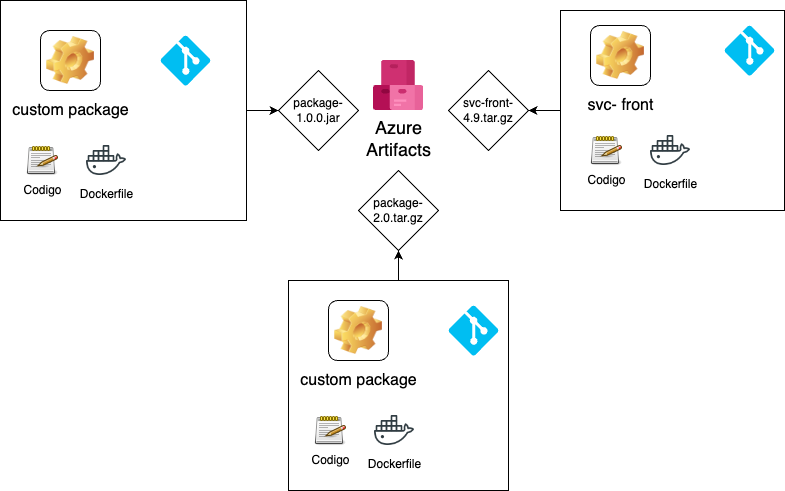 custom package
Codigo
Dockerfile
package-
1.0.0.jar
Azure
Artifacts
svc-front-
4.9.tar.gz
svc- front
Codigo
Dockerfile
package-
2.0.tar.gz
custom package
Codigo
Dockerfile